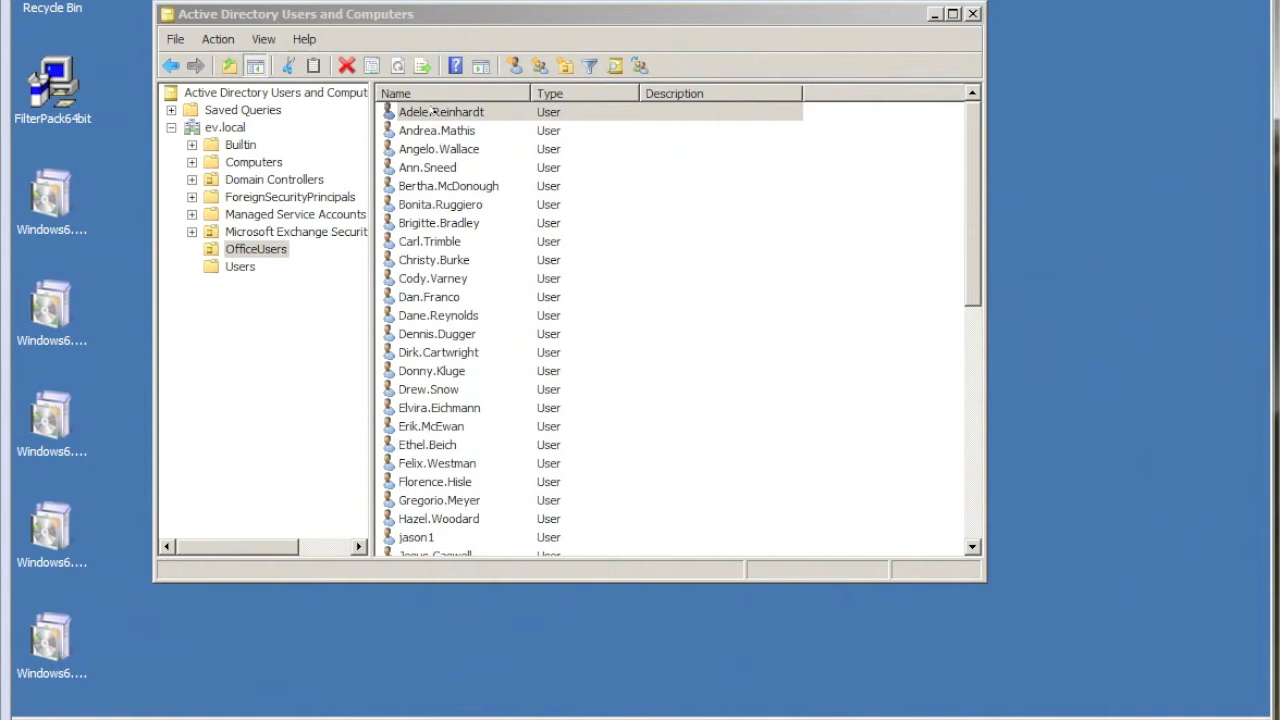 Recycle Bin
FilterPack64bit
Windows6....
Windows6....
Windows6....
Windows6....
Windows6....
Active Directory Users and Computers
File Action View Help
Active Directory Users and Comput
Saved Queries
ev.local
Builtin
Computers
Domain Controllers
ForeignSecurityPrincipals
Managed Service Accounts
Microsoft Exchange Securit
OfficeUsers
Users
Name Type Description
Adele.Reinhardt User
Andrea.Mathis User
Angelo.Wallace User
Ann.Sneed User
Bertha.McDonough User
Bonita.Ruggiero User
Brigitte.Bradley User
Carl.Trimble User
Christy.Burke User
Cody.Varney User
Dan.Franco User
Dane.Reynolds User
Dennis.Dugger User
Dirk.Cartwright User
Donny.Kluge User
Drew.Snow User
Elvira.Eichmann User
Erik.McEwan User
Ethel.Beich User
Felix.Westman User
Florence.Hisle User
Gregorio.Meyer User
Hazel.Woodard User
jason1 User
User